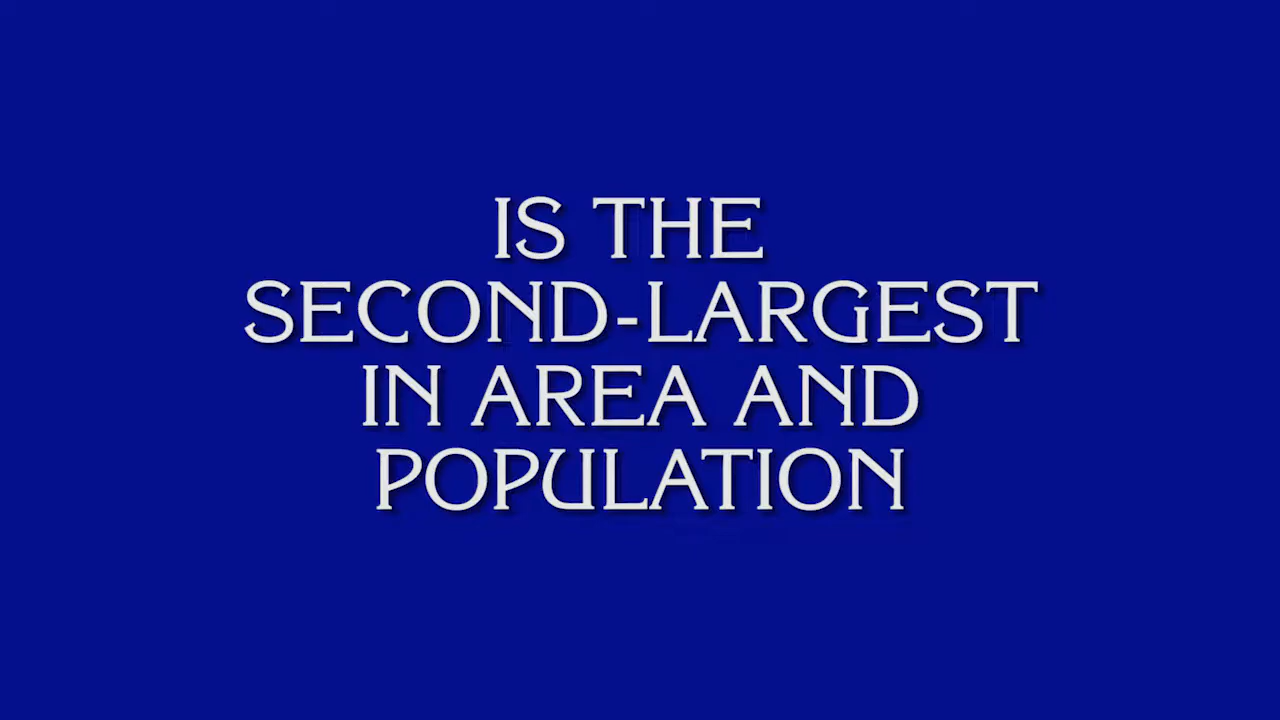 IS THE
SECOND-LARGEST
IN AREA AND
POPULATION